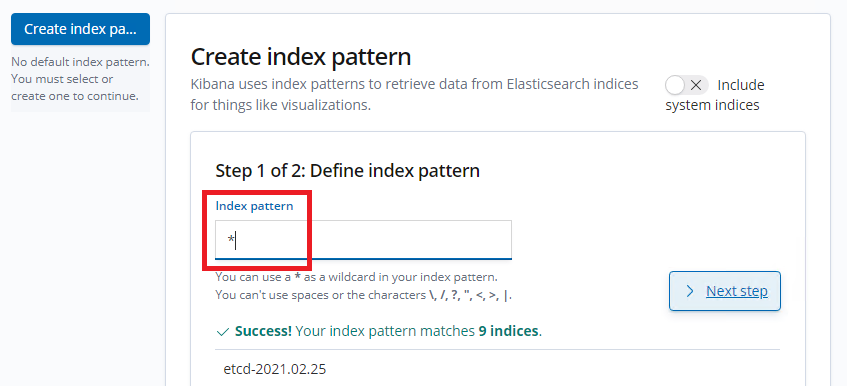 Create index pa...
No default index pattern.
You must select or
create one to continue.
Create index pattern
Kibana uses index patterns to retrieve data from Elasticsearch indices
for things like visualizations.
Include
system indices
Step 1 of 2: Define index pattern
Index pattern
*
You can use a * as a wildcard in your index pattern.
You can't use spaces or the characters \, /, ?, ", <, >, |.
Next step
Success! Your index pattern matches 9 indices.
etcd-2021.02.25